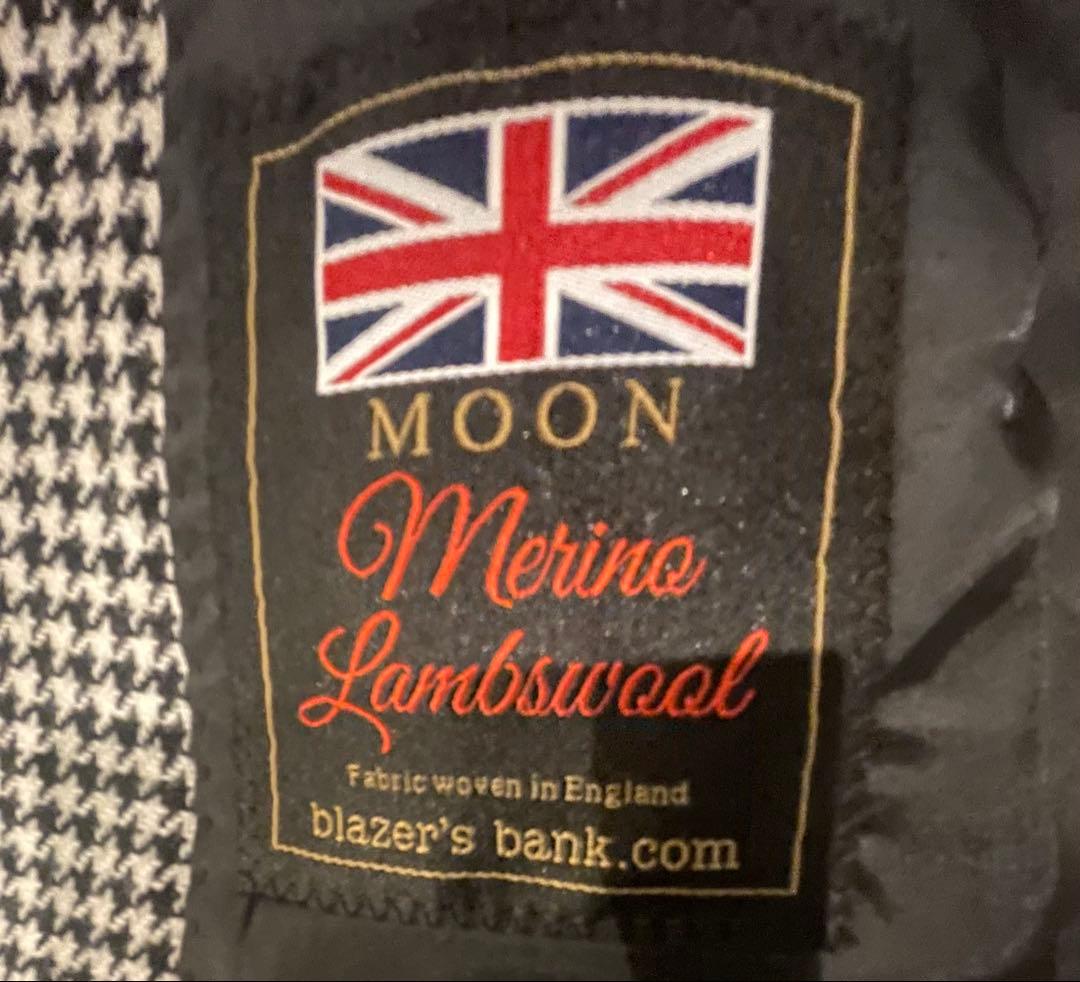 MOON
Merino
Lambswool
Fabric woven in England
blazer's bank.com